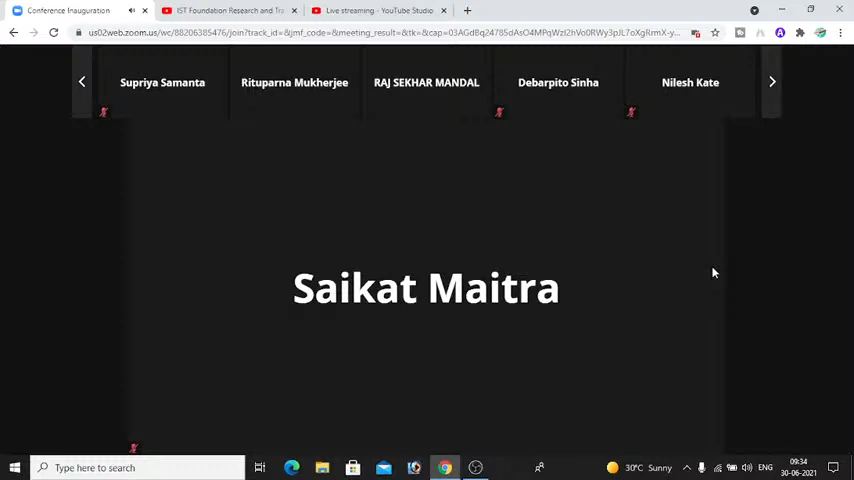 Conference Inauguration
IST Foundation Research and Tra
Live streaming - YouTube Studio
us02web.zoom.us/wc/88206385476/join?track_id=&jmf_code=&meeting_result=&tk=&cap=03AGdBq24785dAsO4MPqWzI2hVo0RWy3pJL7oXgRrmX-y...
Supriya Samanta
Rituparna Mukherjee
RAJ SEKHAR MANDAL
Debarpito Sinha
Nilesh Kate
Saikat Maitra
Type here to search
30°C Sunny
ENG
09:34
30-06-2021